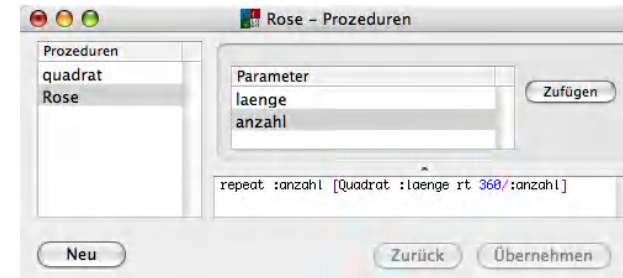 Rose – Prozeduren
Prozeduren
quadrat
Rose
Parameter
laenge
anzahl
Zufügen
repeat :anzahl [Quadrat :laenge rt 360/:anzahl]
Neu
Zurück
Übernehmen